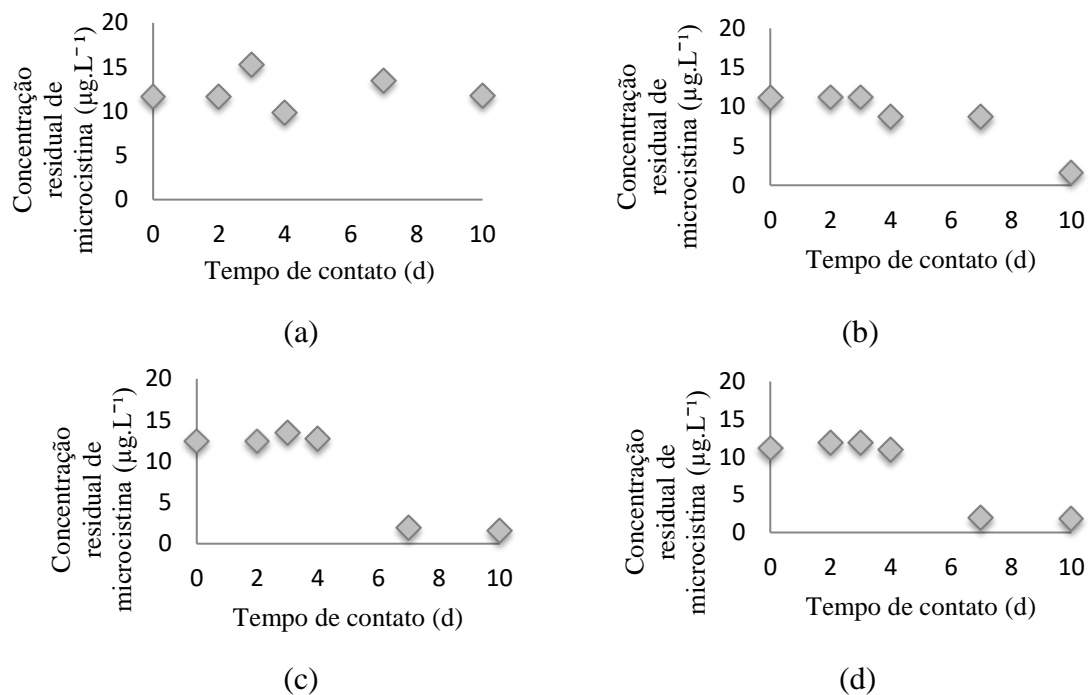 Concentração
residual de
microcistina (µg.L⁻¹)
20
15
10
5
0
0 2 4 6 8 10
Tempo de contato (d)
(a)
Concentração
residual de
microcistina (µg.L⁻¹)
20
15
10
5
0
0 2 4 6 8 10
Tempo de contato (d)
(b)
Concentração
residual de
microcistina (µg.L⁻¹)
20
15
10
5
0
0 2 4 6 8 10
Tempo de contato (d)
(c)
Concentração
residual de
microcistina (µg.L⁻¹)
20
15
10
5
0
0 2 4 6 8 10
Tempo de contato (d)
(d)